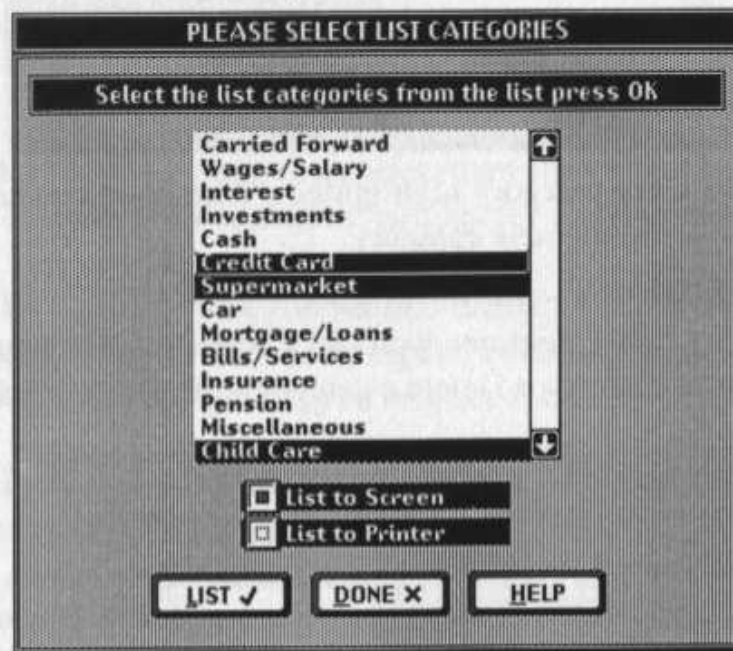 PLEASE SELECT LIST CATEGORIES
Select the list categories from the list press OK
Carried Forward
Wages/Salary
Interest
Investments
Cash
Credit Card
Supermarket
Car
Mortgage/Loans
Bills/Services
Insurance
Pension
Miscellaneous
Child Care
List to Screen
List to Printer
LIST ✓ DONE ✗ HELP